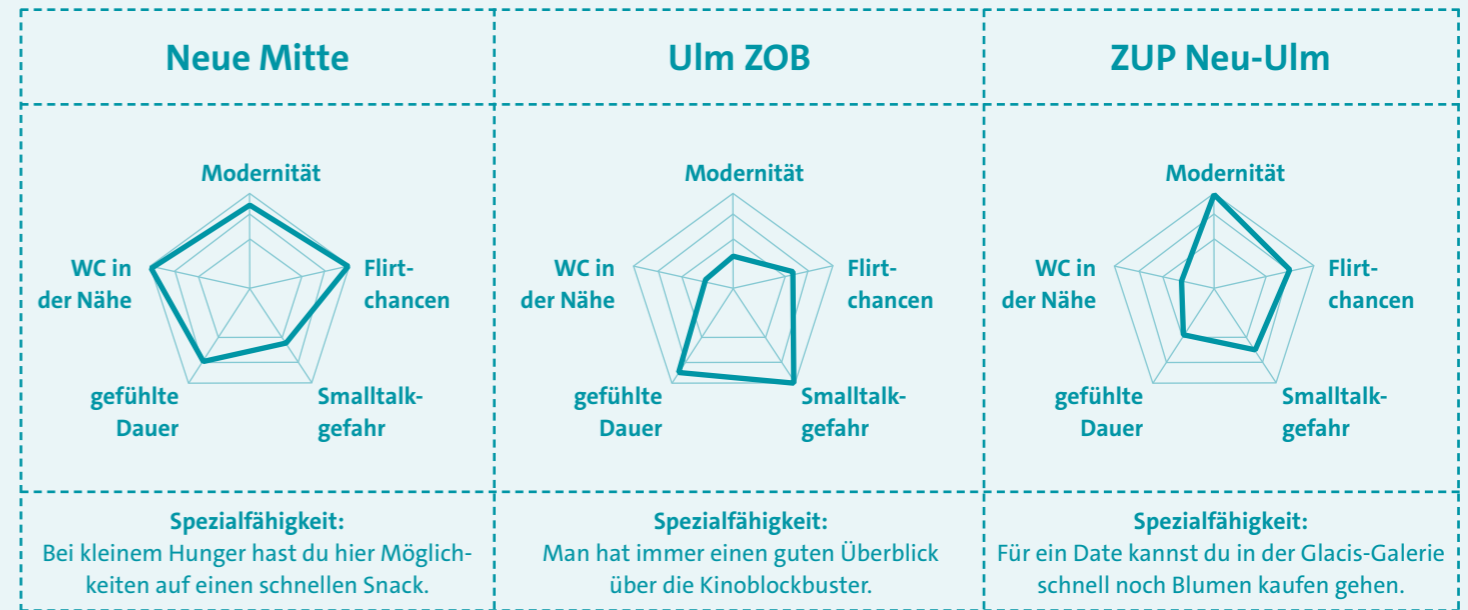 Neue Mitte
Modernität
WC in
der Nähe
Flirt-
chancen
gefühlte
Dauer
Smalltalk-
gefahr
Spezialfähigkeit:
Bei kleinem Hunger hast du hier Möglich-
keiten auf einen schnellen Snack.
Ulm ZOB
Modernität
WC in
der Nähe
Flirt-
chancen
gefühlte
Dauer
Smalltalk-
gefahr
Spezialfähigkeit:
Man hat immer einen guten Überblick
über die Kinoblockbuster.
ZUP Neu-Ulm
Modernität
WC in
der Nähe
Flirt-
chancen
gefühlte
Dauer
Smalltalk-
gefahr
Spezialfähigkeit:
Für ein Date kannst du in der Glacis-Galerie
schnell noch Blumen kaufen gehen.